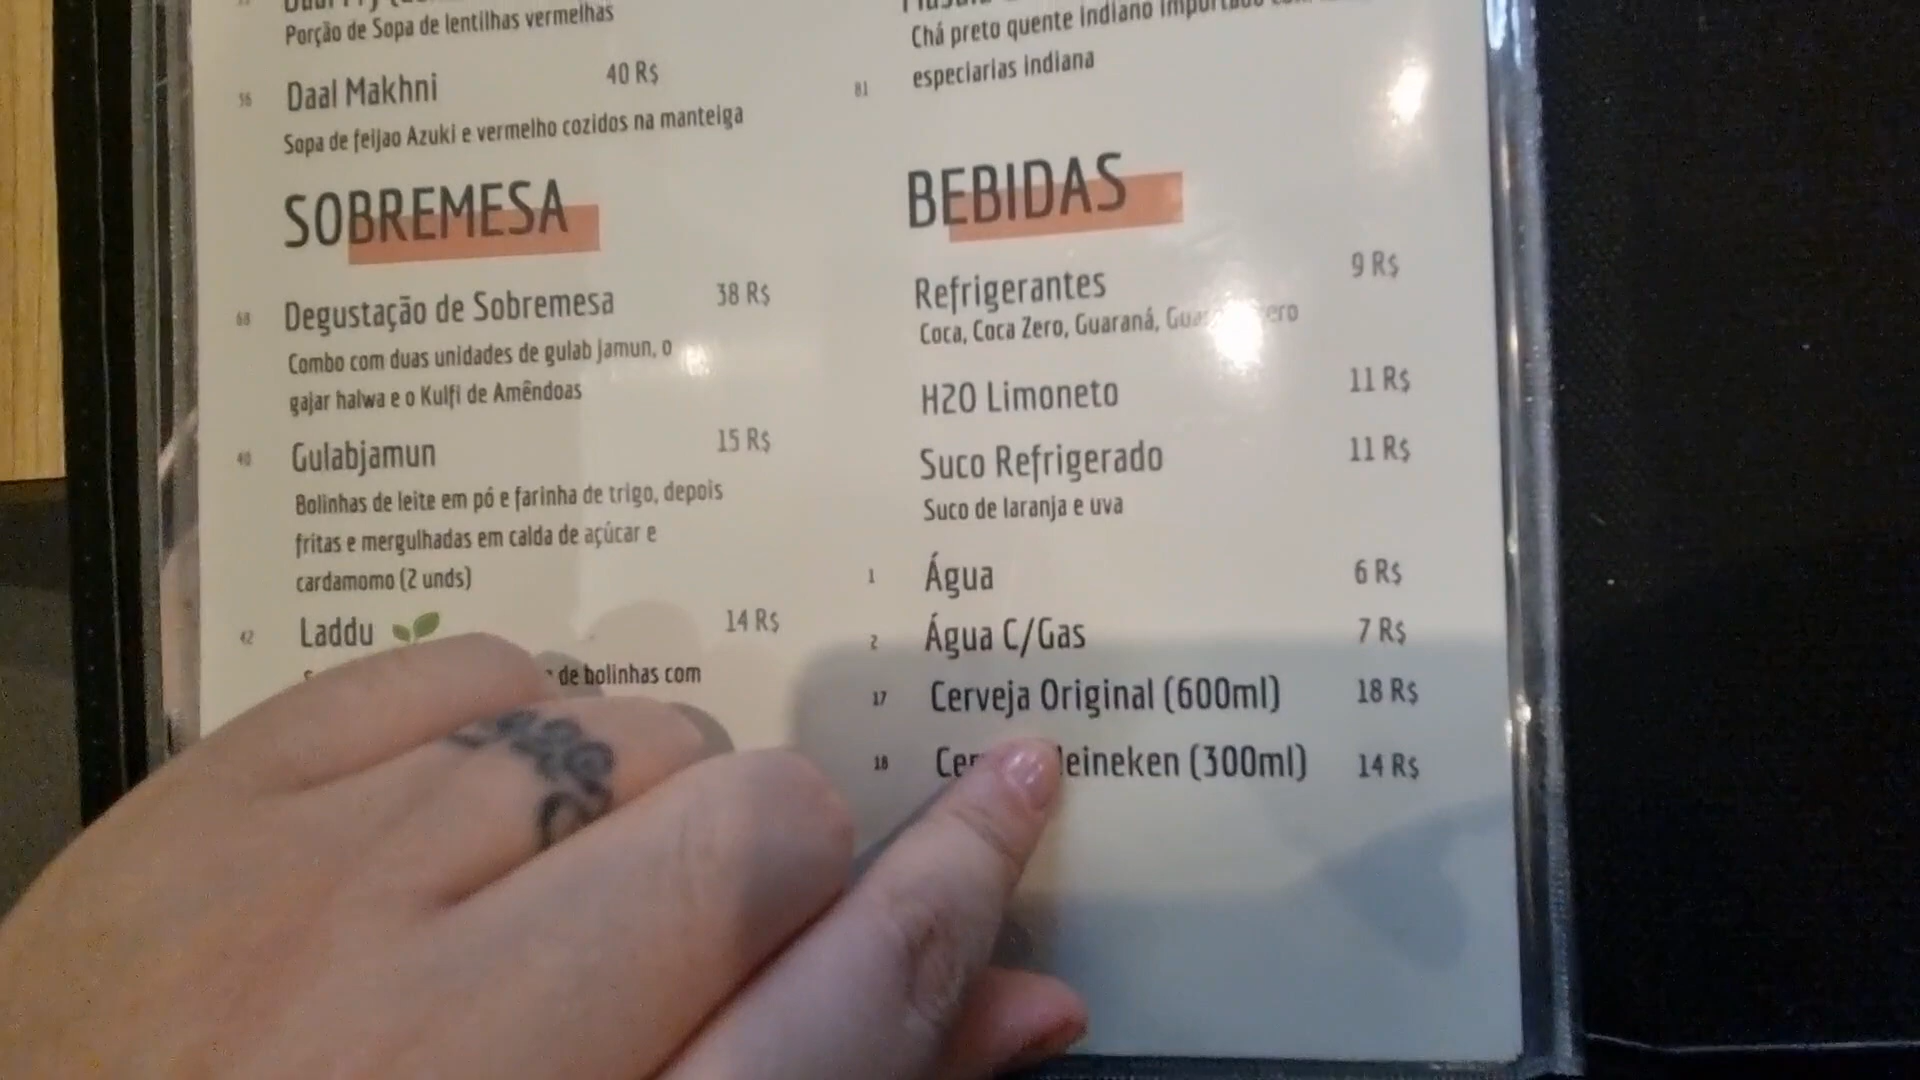 Porção de Sopa de lentilhas vermelhas
56 Daal Makhni 40 R$
Sopa de feijao Azuki e vermelho cozidos na manteiga
SOBREMESA
68 Degustação de Sobremesa 38 R$
Combo com duas unidades de gulab jamun, o
gajar halwa e o Kulfi de Amêndoas
40 Gulabjamun 15 R$
Bolinhas de leite em pó e farinha de trigo, depois
fritas e mergulhadas em calda de açúcar e
cardamomo (2 unds)
42 Laddu 14 R$
de bolinhas com
Chá preto quente indiano importado
81 especiarias indiana
BEBIDAS
Refrigerantes 9 R$
Coca, Coca Zero, Guaraná,
H2O Limoneto 11 R$
Suco Refrigerado 11 R$
Suco de laranja e uva
1 Água 6 R$
2 Água C/Gas 7 R$
17 Cerveja Original (600ml) 18 R$
18 eineken (300ml) 14 R$